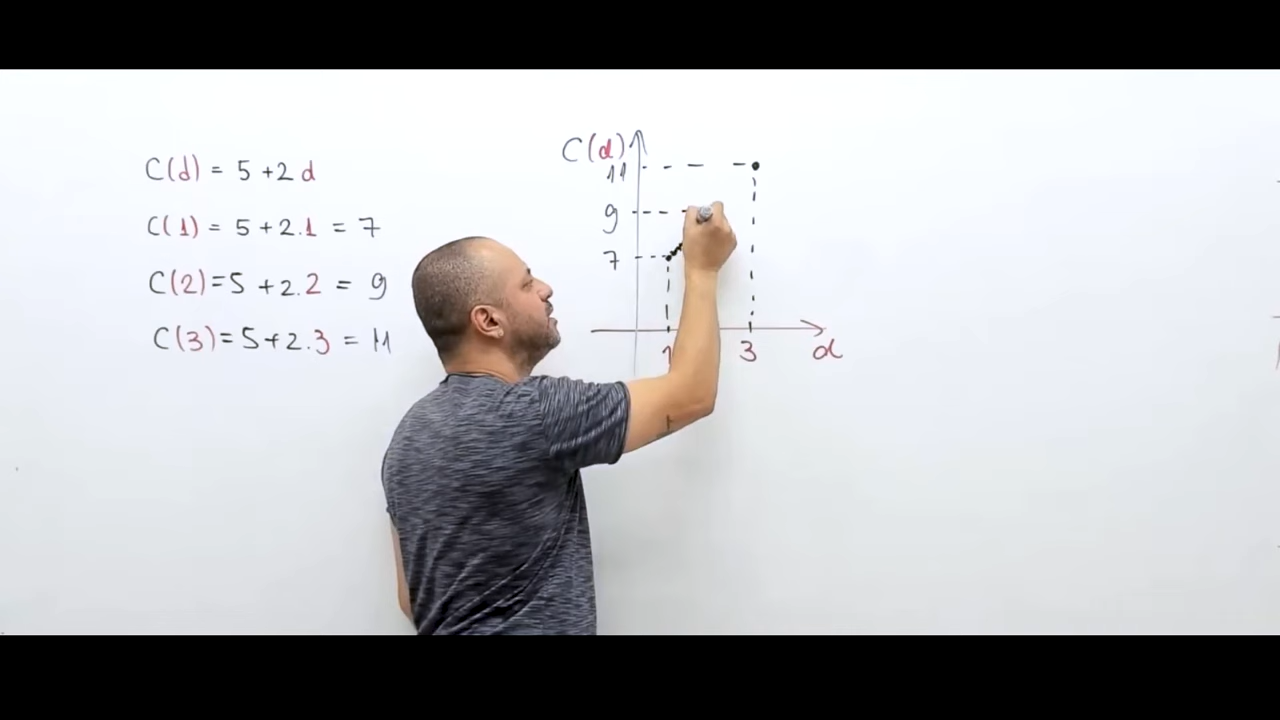 C(d) = 5 + 2 d
C(1) = 5 + 2.1 = 7
C(2) = 5 + 2.2 = 9
C(3) = 5 + 2.3 = 11
C(d)
11
9
7
1 3 d